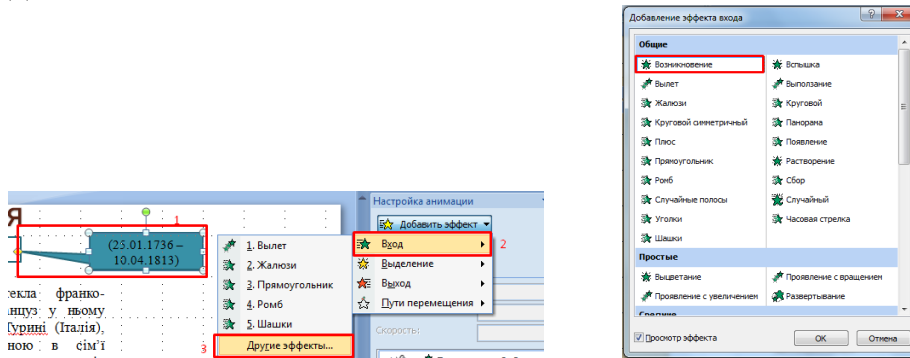 Я
1
(25.01.1736 –
10.04.1813)
текла франко-
нцуз у ньому
Турині (Італія),
ною в сім'ї
1. Вылет
2. Жалюзи
3. Прямоугольник
4. Ромб
5. Шашки
3 Другие эффекты...
Настройка анимации
Добавить эффект
Вход 2
Выделение
Выход
Пути перемещения
Скорость:
Добавление эффекта входа
Общие
Возникновение Вспышка
Вылет Выползание
Жалюзи Круговой
Круговой симметричный Панорама
Плюс Появление
Прямоугольник Растворение
Ромб Сбор
Случайные полосы Случайный
Уголки Часовая стрелка
Шашки
Простые
Выцветание Проявление с вращением
Проявление с увеличением Развертывание
Средние
Просмотр эффекта OK Отмена